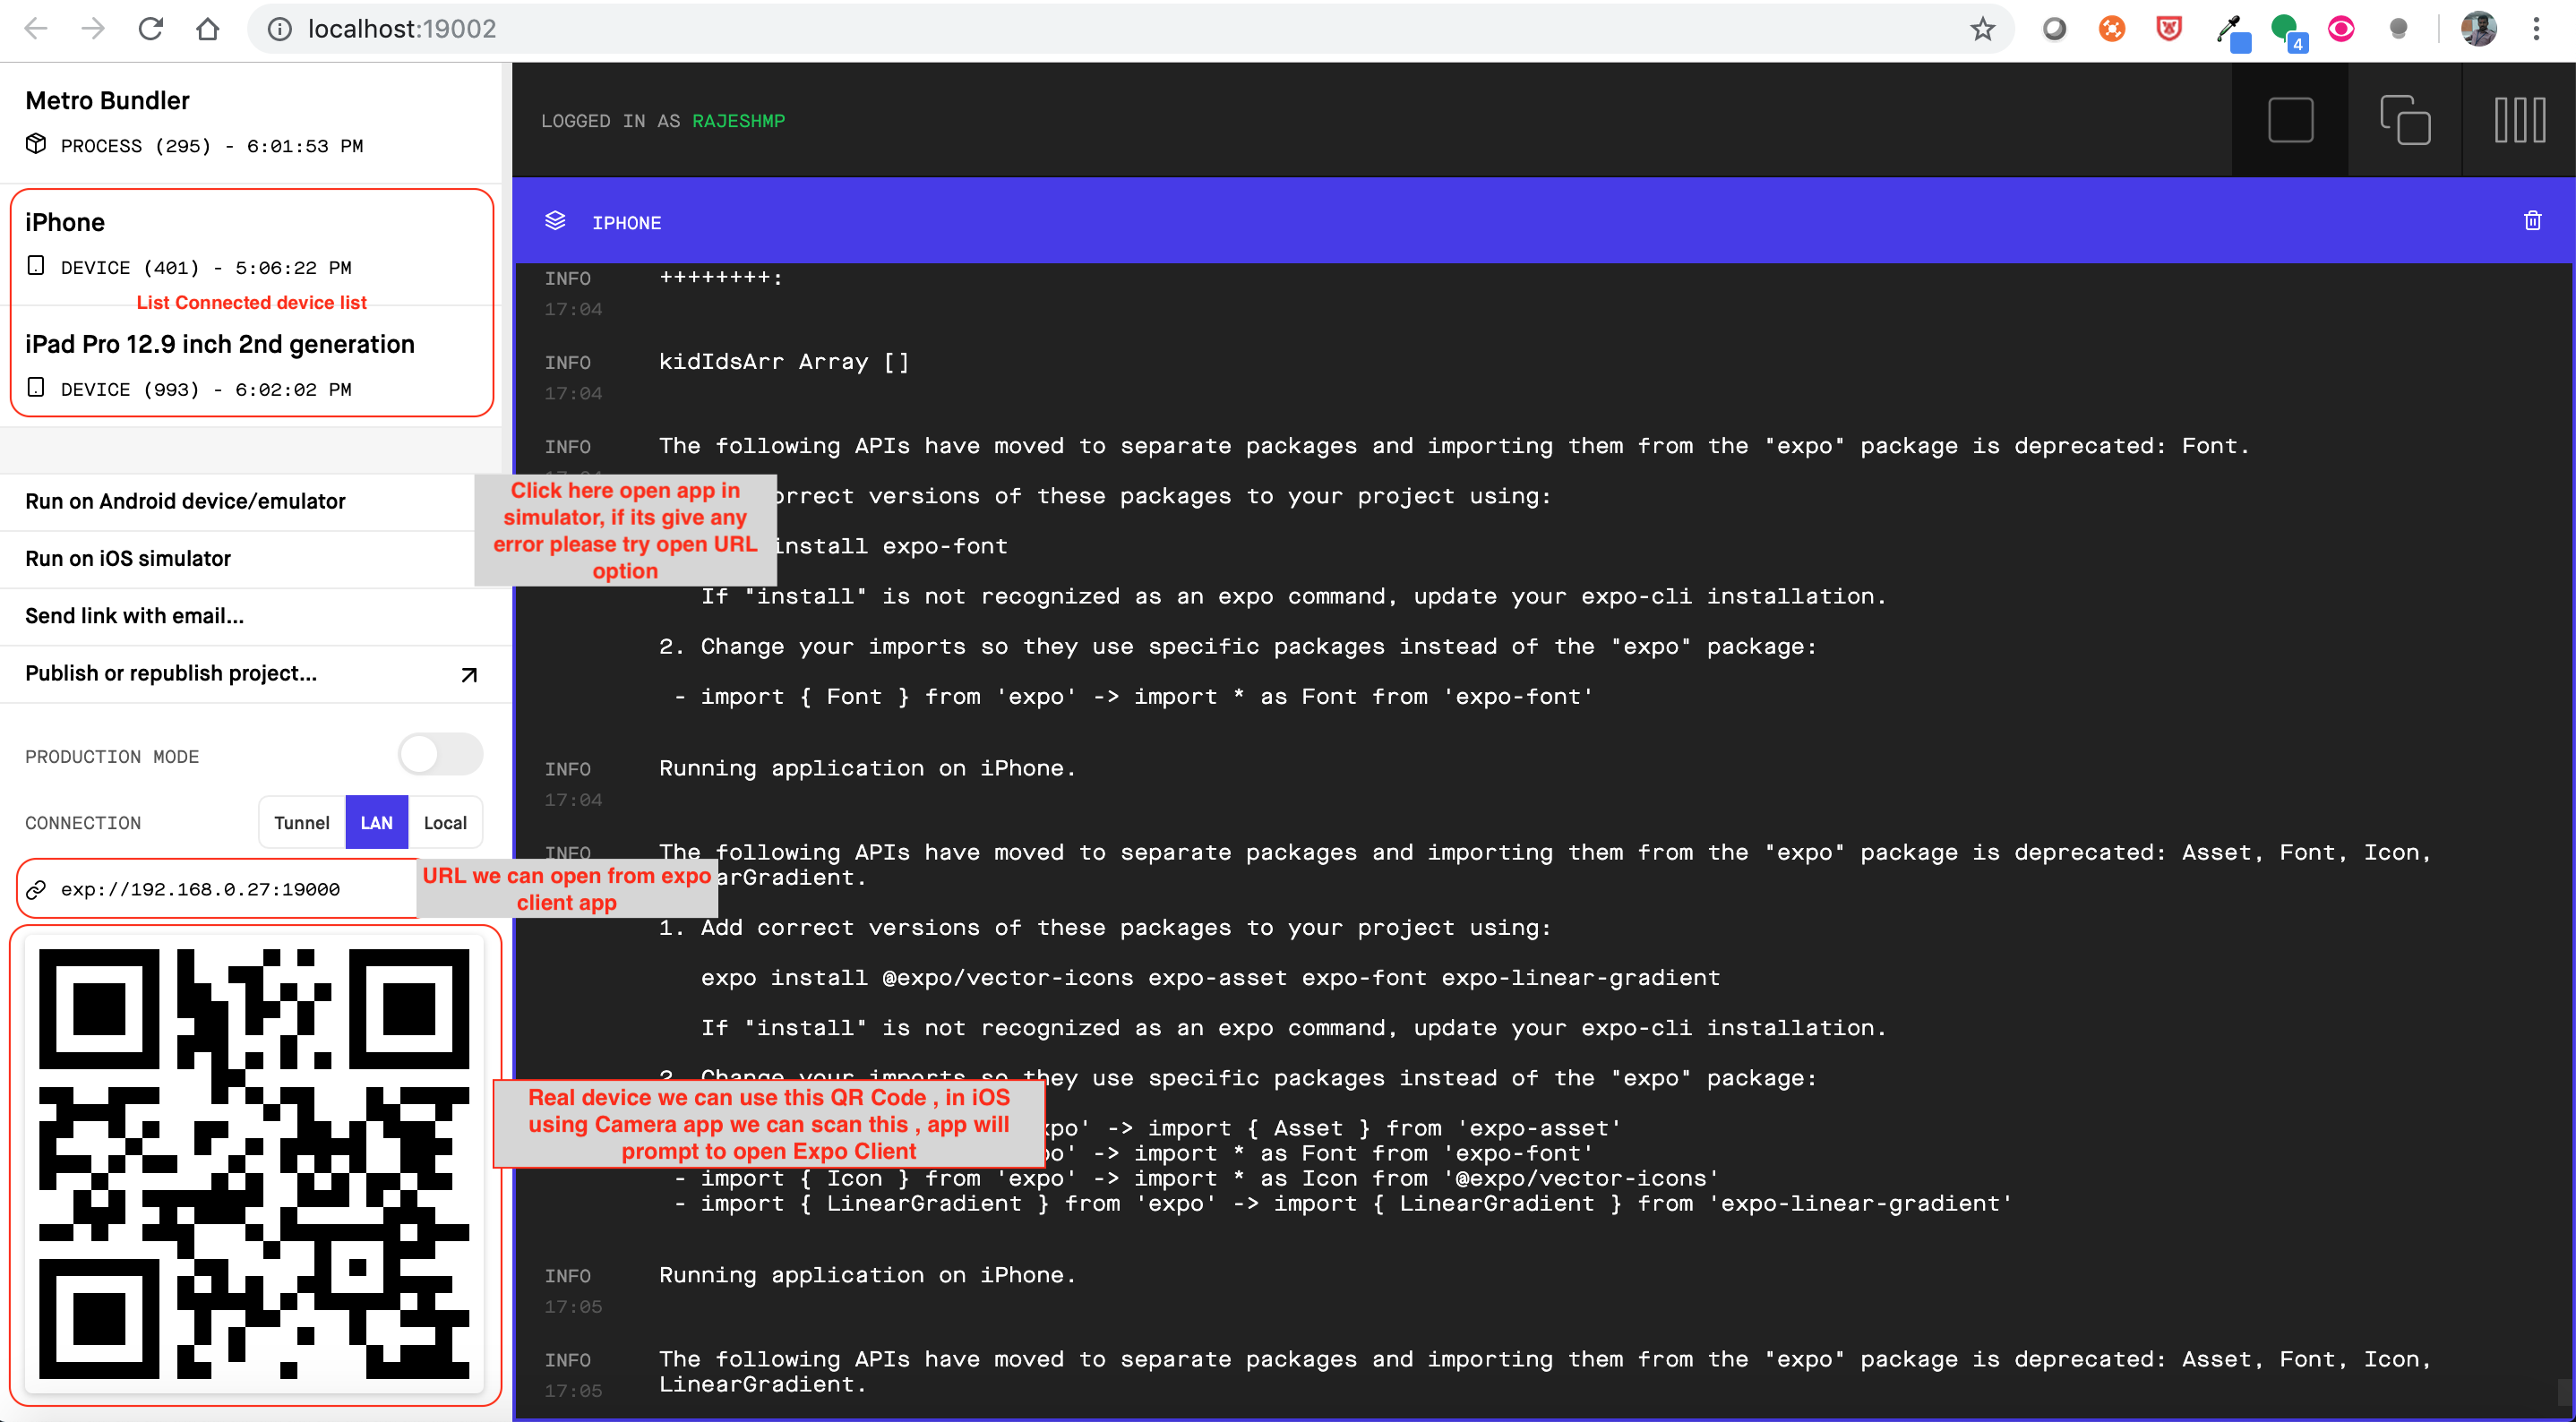 localhost:19002
4
Metro Bundler
PROCESS (295) - 6:01:53 PM
iPhone
DEVICE (401) - 5:06:22 PM
List Connected device list
iPad Pro 12.9 inch 2nd generation
DEVICE (993) - 6:02:02 PM
Run on Android device/emulator
Run on iOS simulator
Click here open app in
simulator, if its give any
error please try open URL
option
Send link with email...
Publish or republish project...
PRODUCTION MODE
CONNECTION
Tunnel LAN Local
exp://192.168.0.27:19000
URL we can open from expo
client app
Real device we can use this QR Code , in iOS
using Camera app we can scan this , app will
prompt to open Expo Client
LOGGED IN AS RAJESHMP
IPHONE
INFO ++++++++:
17:04
INFO kidIdsArr Array []
17:04
INFO The following APIs have moved to separate packages and importing them from the "expo" package is deprecated: Font.
orrect versions of these packages to your project using:
install expo-font
If "install" is not recognized as an expo command, update your expo-cli installation.
2. Change your imports so they use specific packages instead of the "expo" package:
- import { Font } from 'expo' -> import * as Font from 'expo-font'
INFO Running application on iPhone.
17:04
INFO The following APIs have moved to separate packages and importing them from the "expo" package is deprecated: Asset, Font, Icon,
arGradient.
1. Add correct versions of these packages to your project using:
expo install @expo/vector-icons expo-asset expo-font expo-linear-gradient
If "install" is not recognized as an expo command, update your expo-cli installation.
2. Change your imports so they use specific packages instead of the "expo" package:
xpo' -> import { Asset } from 'expo-asset'
po' -> import * as Font from 'expo-font'
- import { Icon } from 'expo' -> import * as Icon from '@expo/vector-icons'
- import { LinearGradient } from 'expo' -> import { LinearGradient } from 'expo-linear-gradient'
INFO Running application on iPhone.
17:05
INFO The following APIs have moved to separate packages and importing them from the "expo" package is deprecated: Asset, Font, Icon,
17:05 LinearGradient.